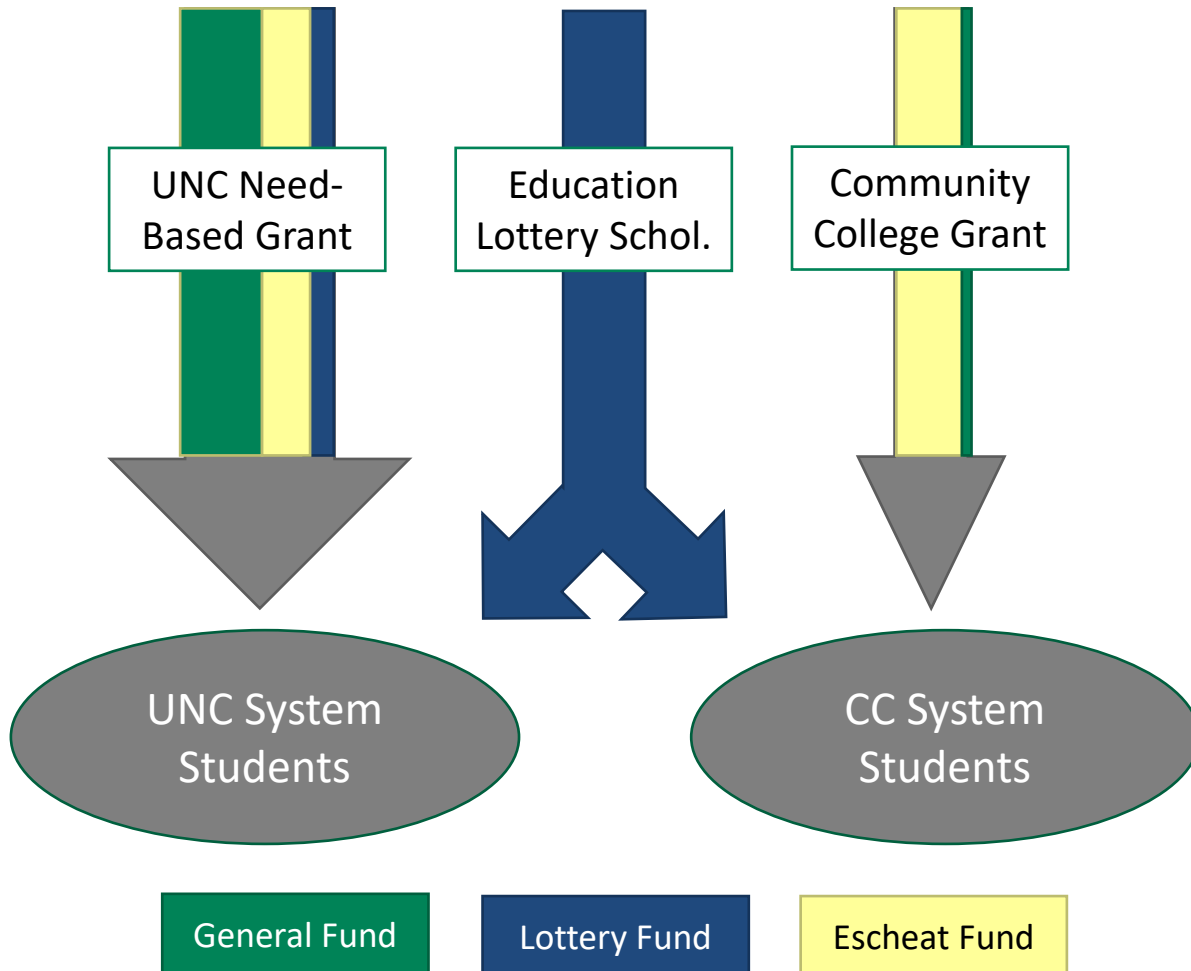 UNC Need-
Based Grant
Education
Lottery Schol.
Community
College Grant
UNC System
Students
CC System
Students
General Fund
Lottery Fund
Escheat Fund